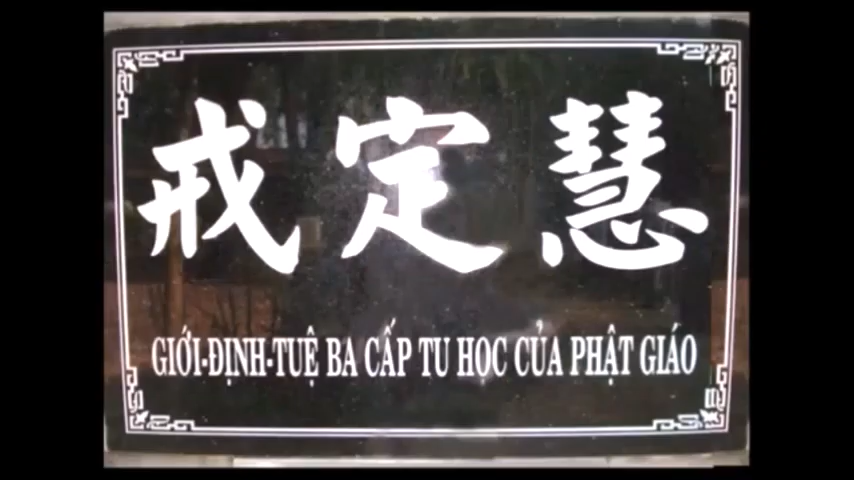 戒定慧
GIỚI-ĐỊNH-TUỆ BA CẤP TU HỌC CỦA PHẬT GIÁO